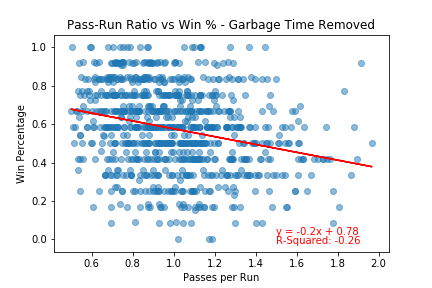 Pass-Run Ratio vs Win % - Garbage Time Removed
1.0
0.8
0.6
0.4
0.2
0.0
Win Percentage
y = -0.2x + 0.78
R-Squared: -0.26
0.6 0.8 1.0 1.2 1.4 1.6 1.8 2.0
Passes per Run